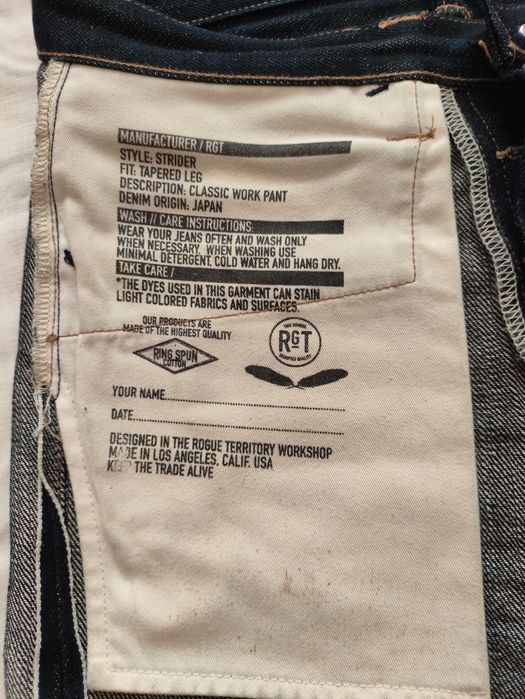 MANUFACTURER / RGT
STYLE: STRIDER
FIT: TAPERED LEG
DESCRIPTION: CLASSIC WORK PANT
DENIM ORIGIN: JAPAN
WASH // CARE INSTRUCTIONS
WEAR YOUR JEANS OFTEN AND WASH ONLY
WHEN NECESSARY. WHEN WASHING USE
MINIMAL DETERGENT, COLD WATER AND HANG DRY.
TAKE CARE /
*THE DYES USED IN THIS GARMENT CAN STAIN
LIGHT COLORED FABRICS AND SURFACES.
OUR PRODUCTS ARE
MADE OF THE HIGHEST QUALITY
RING SPUN
COTTON
RGT
YOUR NAME
DATE
DESIGNED IN THE ROGUE TERRITORY WORKSHOP
MADE IN LOS ANGELES, CALIF. USA
KEEP THE TRADE ALIVE